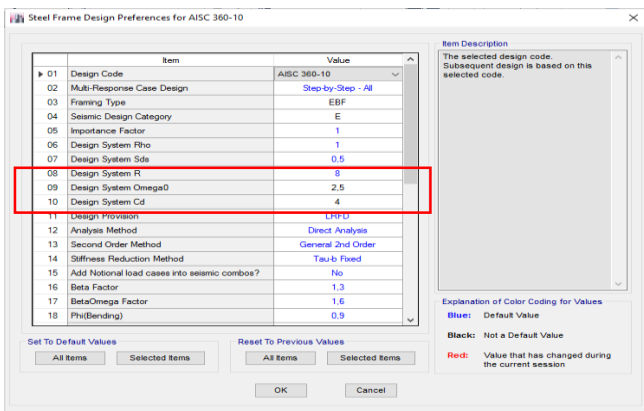 Steel Frame Design Preferences for AISC 360-10
Item Value
01 Design Code AISC 360-10
02 Multi-Response Case Design Step-by-Step - All
03 Framing Type EBF
04 Seismic Design Category E
05 Importance Factor 1
06 Design System Rho 1
07 Design System Sds 0,5
08 Design System R 8
09 Design System Omega0 2,5
10 Design System Cd 4
11 Design Provision LRFD
12 Analysis Method Direct Analysis
13 Second Order Method General 2nd Order
14 Stiffness Reduction Method Tau-b Fixed
15 Add Notional load cases into seismic combos? No
16 Beta Factor 1,3
17 BetaOmega Factor 1,6
18 Phi(Bending) 0,9
Item Description
The selected design code.
Subsequent design is based on this
selected code.
Explanation of Color Coding for Values
Blue: Default Value
Black: Not a Default Value
Red: Value that has changed during
the current session
Set To Default Values
All Items Selected Items
Reset To Previous Values
All Items Selected Items
OK Cancel